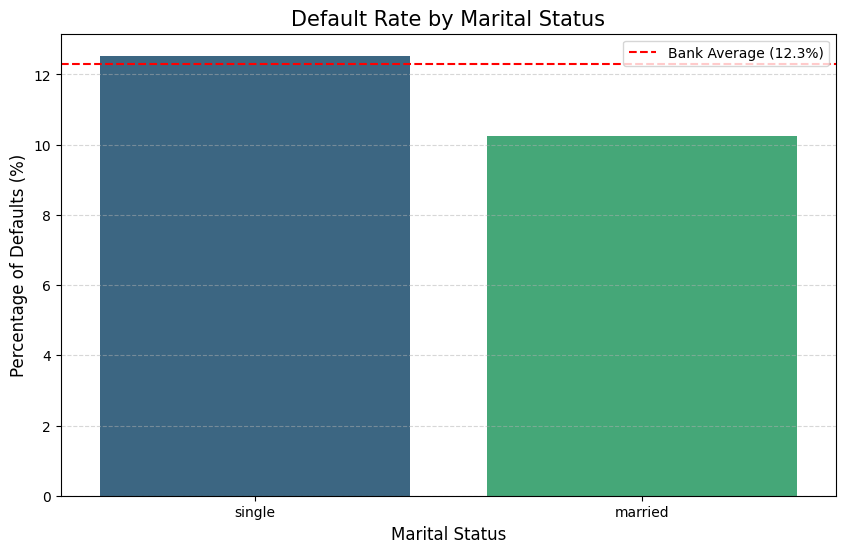 Default Rate by Marital Status
Bank Average (12.3%)
Percentage of Defaults (%)
12
10
8
6
4
2
0
single
married
Marital Status